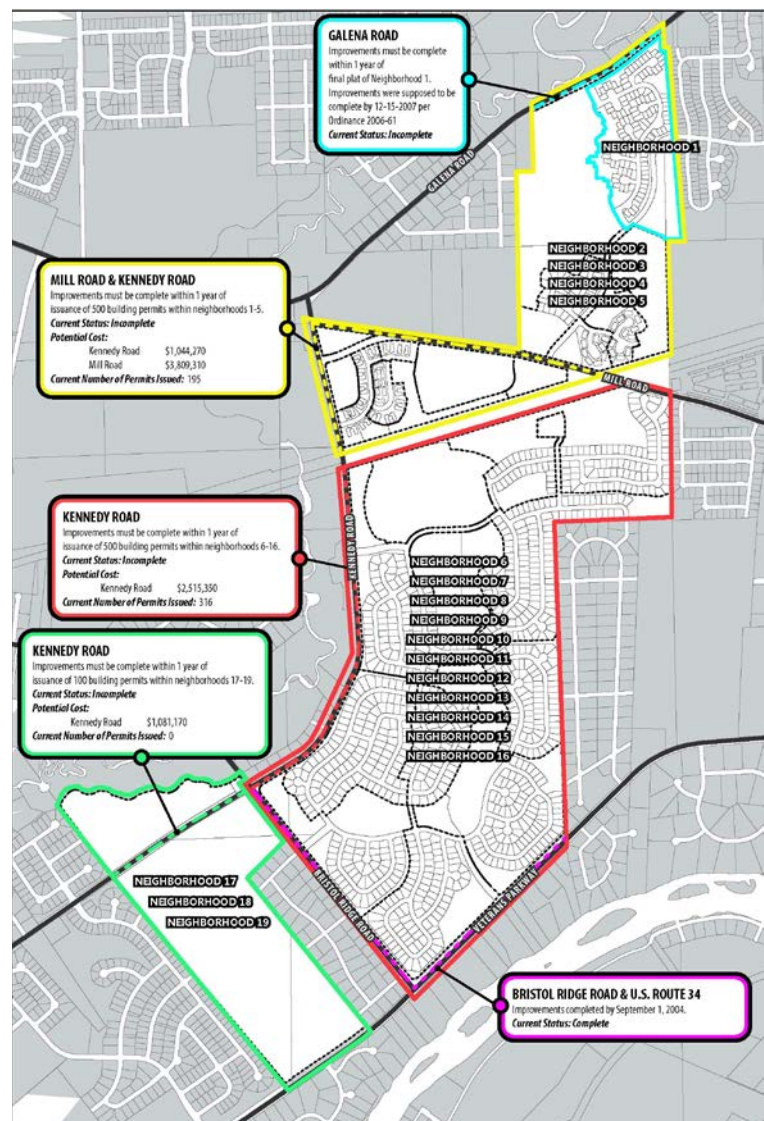 GALENA ROAD
Improvements must be complete
within 1 year of
final plat of Neighborhood 1.
Improvements were supposed to be
complete by 12-15-2007 per
Ordinance 2006-61
Current Status: Incomplete
NEIGHBORHOOD 1
GALENA ROAD
NEIGHBORHOOD 2
NEIGHBORHOOD 3
NEIGHBORHOOD 4
NEIGHBORHOOD 5
MILL ROAD & KENNEDY ROAD
Improvements must be complete within 1 year of
issuance of 500 building permits within neighborhoods 1-5.
Current Status: Incomplete
Potential Cost:
Kennedy Road $1,044,270
Mill Road $3,809,310
Current Number of Permits Issued: 195
MILL ROAD
KENNEDY ROAD
Improvements must be complete within 1 year of
issuance of 500 building permits within neighborhoods 6-16.
Current Status: Incomplete
Potential Cost:
Kennedy Road $2,515,350
Current Number of Permits Issued: 316
KENNEDY ROAD
NEIGHBORHOOD 6
NEIGHBORHOOD 7
NEIGHBORHOOD 8
NEIGHBORHOOD 9
NEIGHBORHOOD 10
NEIGHBORHOOD 11
NEIGHBORHOOD 12
NEIGHBORHOOD 13
NEIGHBORHOOD 14
NEIGHBORHOOD 15
NEIGHBORHOOD 16
KENNEDY ROAD
Improvements must be complete within 1 year of
issuance of 100 building permits within neighborhoods 17-19.
Current Status: Incomplete
Potential Cost:
Kennedy Road $1,081,170
Current Number of Permits Issued: 0
NEIGHBORHOOD 17
NEIGHBORHOOD 18
NEIGHBORHOOD 19
BRISTOL RIDGE ROAD
VETERANS PARKWAY
BRISTOL RIDGE ROAD & U.S. ROUTE 34
Improvements completed by September 1, 2004.
Current Status: Complete